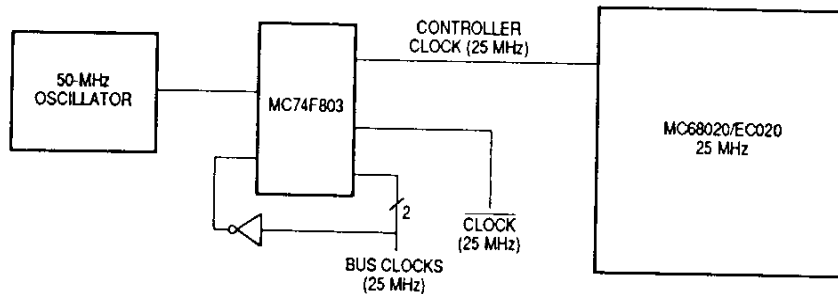 50-MHz
OSCILLATOR
MC74F803
CONTROLLER
CLOCK (25 MHz)
MC68020/EC020
25 MHz
2
CLOCK
(25 MHz)
BUS CLOCKS
(25 MHz)